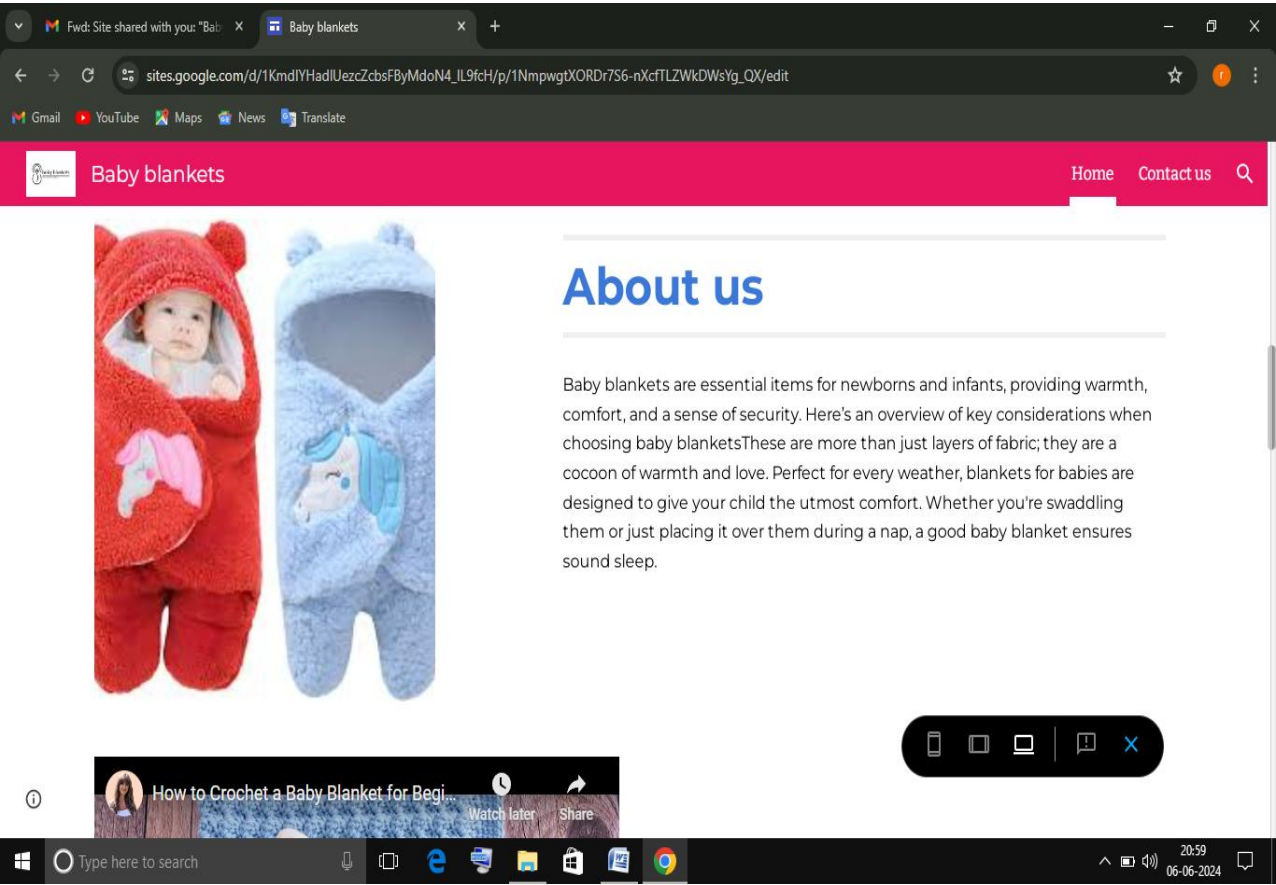 Fwd: Site shared with you: "Bab
Baby blankets
sites.google.com/d/1KmdlYHadlUezcZcbsFByMdoN4_lL9fcH/p/1NmpwgtXORDr7S6-nXcfTLZWkDWsYg_QX/edit
r
Gmail YouTube Maps News Translate
baby blankets
Baby blankets
Home Contact us
About us
Baby blankets are essential items for newborns and infants, providing warmth,
comfort, and a sense of security. Here's an overview of key considerations when
choosing baby blanketsThese are more than just layers of fabric; they are a
cocoon of warmth and love. Perfect for every weather, blankets for babies are
designed to give your child the utmost comfort. Whether you're swaddling
them or just placing it over them during a nap, a good baby blanket ensures
sound sleep.
How to Crochet a Baby Blanket for Begi...
Watch later Share
Type here to search
20:59
06-06-2024